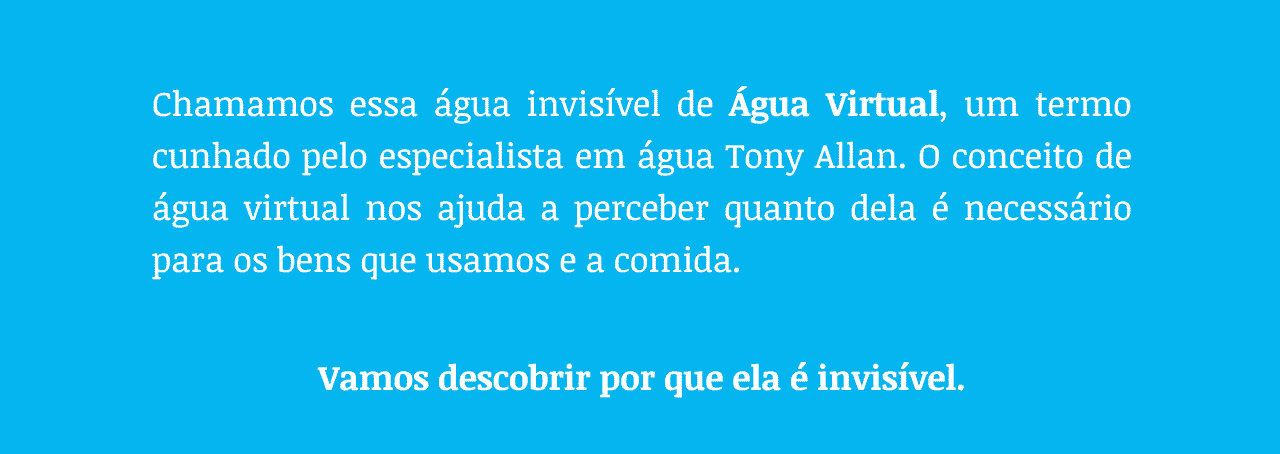 Chamamos essa água invisível de Água Virtual, um termo
cunhado pelo especialista em água Tony Allan. O conceito de
água virtual nos ajuda a perceber quanto dela é necessário
para os bens que usamos e a comida.
Vamos descobrir por que ela é invisível.